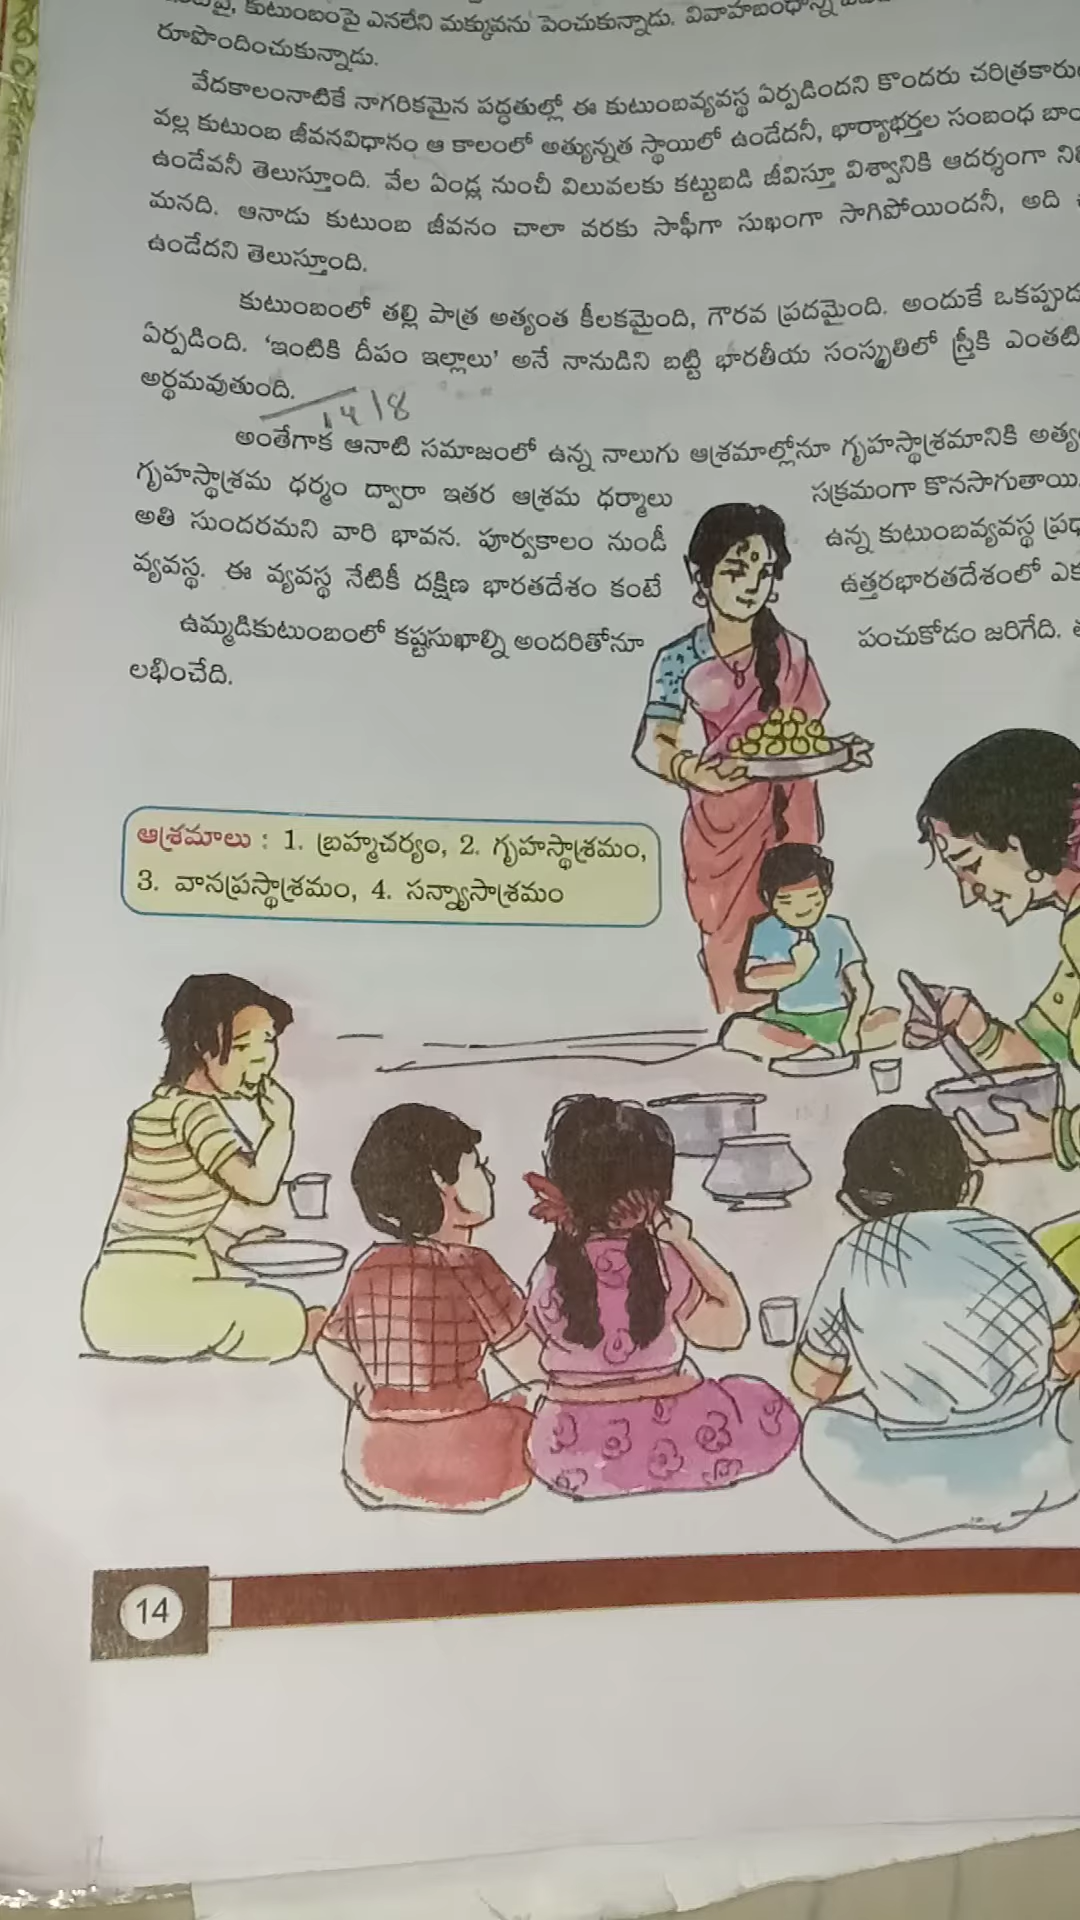 కుటుంబంపై ఎనలేని మక్కువను పెంచుకున్నాడు.
రూపొందించుకున్నాడు.
వేదకాలంనాటికే నాగరికమైన పద్ధతుల్లో ఈ కుటుంబవ్యవస్థ ఏర్పడిందని కొందరు
వల్ల కుటుంబ జీవనవిధానం ఆ కాలంలో అత్యున్నత స్థాయిలో ఉండేదనీ, భార్యాభర్తల సంబంధ
ఉండేవనీ తెలుస్తూంది. వేల ఏండ్ల నుంచీ విలువలకు కట్టుబడి జీవిస్తూ విశ్వానికి ఆదర్శంగా
మనది. ఆనాడు కుటుంబ జీవనం చాలా వరకు సాఫీగా సుఖంగా సాగిపోయిందనీ, అది
ఉండేదని తెలుస్తూంది.
కుటుంబంలో తల్లి పాత్ర అత్యంత కీలకమైంది, గౌరవ ప్రదమైంది. అందుకే
ఏర్పడింది. ‘ఇంటికి దీపం ఇల్లాలు’ అనే నానుడిని బట్టి భారతీయ సంస్కృతిలో స్త్రీకి
అర్థమవుతుంది.
అంతేగాక ఆనాటి సమాజంలో ఉన్న నాలుగు ఆశ్రమాల్లోనూ గృహస్థాశ్రమానికి
గృహస్థాశ్రమ ధర్మం ద్వారా ఇతర ఆశ్రమ ధర్మాలు సక్రమంగా కొనసాగుతాయి.
అతి సుందరమని వారి భావన. పూర్వకాలం నుండీ ఉన్న కుటుంబవ్యవస్థ
వ్యవస్థ. ఈ వ్యవస్థ నేటికీ దక్షిణ భారతదేశం కంటే ఉత్తరభారతదేశంలో
ఉమ్మడికుటుంబంలో కష్టసుఖాల్ని అందరితోనూ పంచుకోడం జరిగేది.
లభించేది.
ఆశ్రమాలు : 1. బ్రహ్మచర్యం, 2. గృహస్థాశ్రమం,
3. వానప్రస్థాశ్రమం, 4. సన్న్యాసాశ్రమం
14